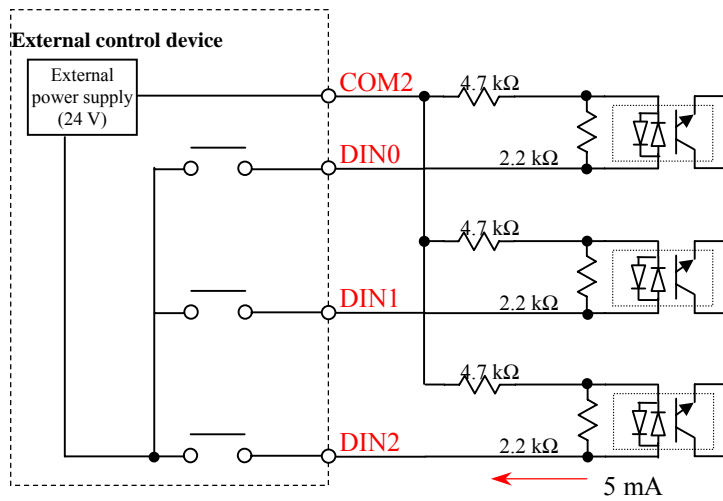 External control device
External
power supply
(24 V)
COM2
4.7 kΩ
DIN0
2.2 kΩ
4.7 kΩ
DIN1
2.2 kΩ
4.7 kΩ
DIN2
2.2 kΩ
5 mA